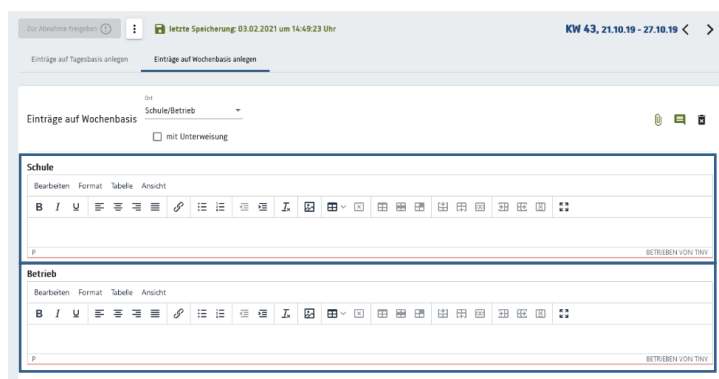 Zur Abnahme freigeben
letzte Speicherung: 03.02.2021 um 14:49:23 Uhr
KW 43, 21.10.19 - 27.10.19
Einträge auf Tagesbasis anlegen Einträge auf Wochenbasis anlegen
Ort
Einträge auf Wochenbasis Schule/Betrieb
mit Unterweisung
Schule
Bearbeiten Format Tabelle Ansicht
B I U
P BETRIEBEN VON TINY
Betrieb
Bearbeiten Format Tabelle Ansicht
B I U
P BETRIEBEN VON TINY